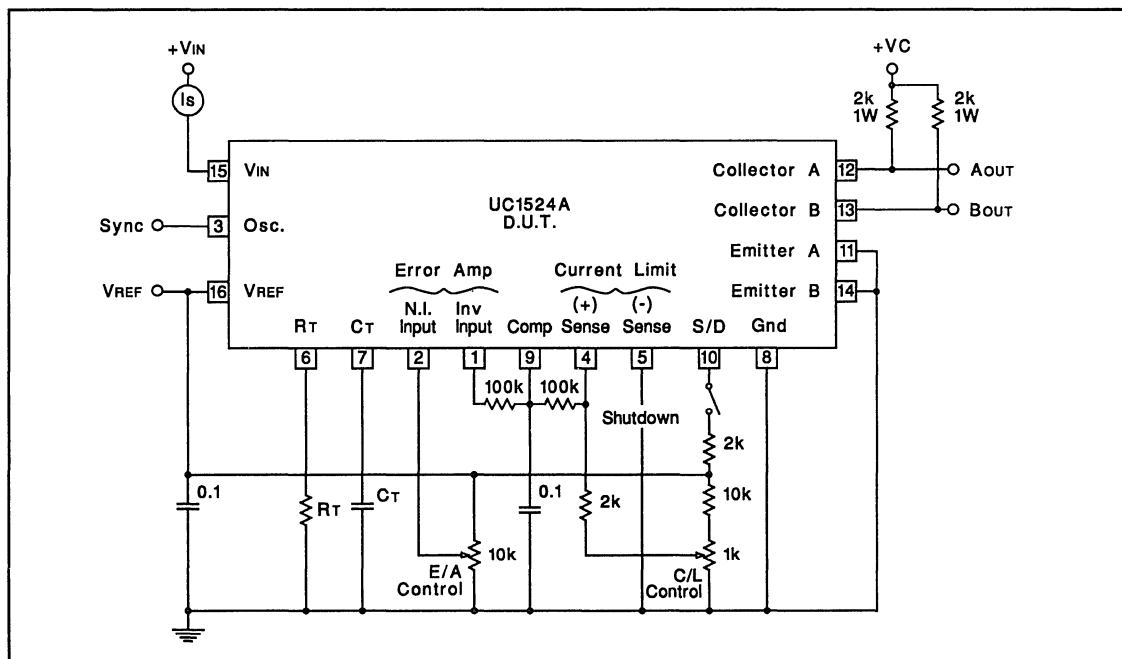 +VIN
+VC
Is
2k
1W
2k
1W
15
VIN
Collector A
12
AOUT
UC1524A
D.U.T.
Sync
3
Osc.
Collector B
13
BOUT
Error Amp
Current Limit
Emitter A
11
VREF
16
VREF
N.I.
Input
Inv
Input
(+)
Sense
(-)
Sense
Emitter B
14
RT
CT
Comp
S/D
Gnd
6
7
2
1
9
4
5
10
8
100k
100k
Shutdown
2k
0.1
RT
CT
10k
0.1
2k
10k
1k
E/A
Control
C/L
Control